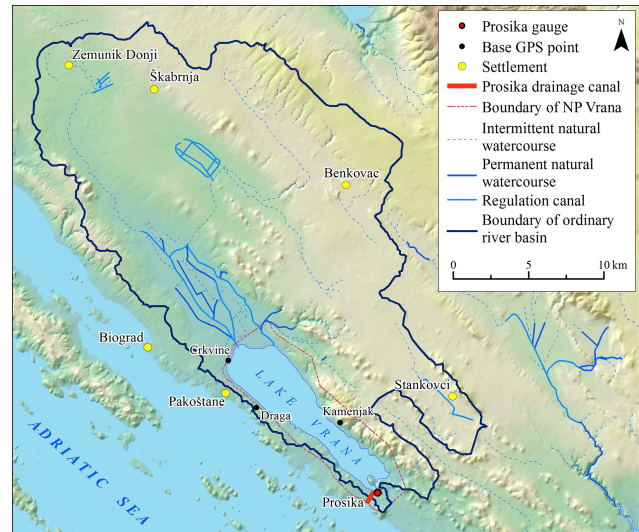 Prosika gauge
Base GPS point
Settlement
Prosika drainage canal
Boundary of NP Vrana
Intermittent natural
watercourse
Permanent natural
watercourse
Regulation canal
Boundary of ordinary
river basin
0 5 10 km
N
Zemunik Donji
Škabrnja
Benkovac
Biograd
Crkvine
Pakoštane
Draga
LAKE VRANA
Kamenjak
Stankovci
Prosika
ADRIATIC SEA